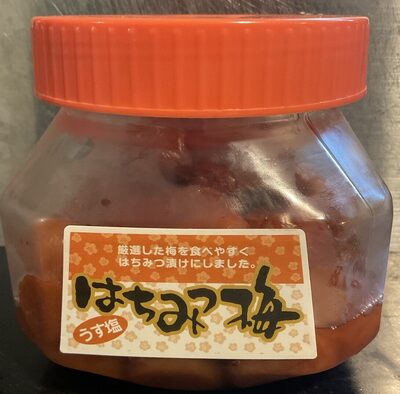 厳選した梅を食べやすく
はちみつ漬けにしました。
はちみつ梅
うす塩